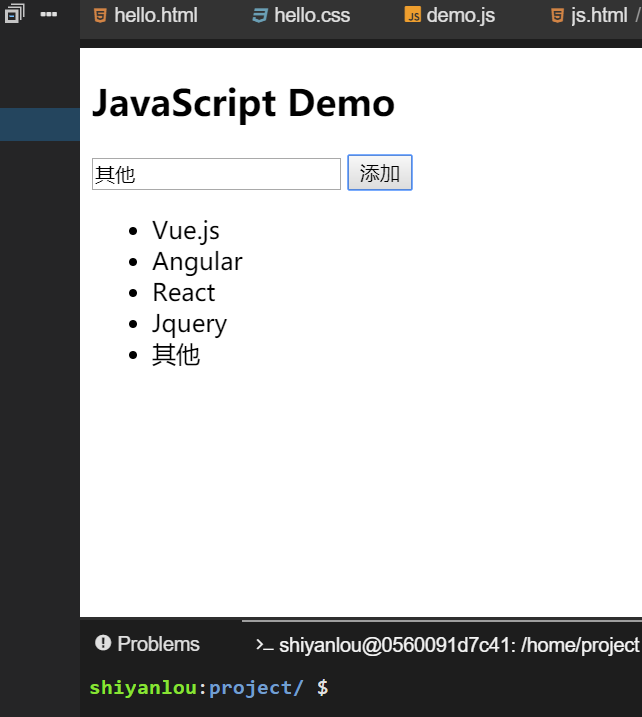 hello.html hello.css demo.js js.html /
JavaScript Demo
其他 添加
Vue.js
Angular
React
Jquery
其他
Problems shiyanlou@0560091d7c41: /home/project
shiyanlou:project/ $